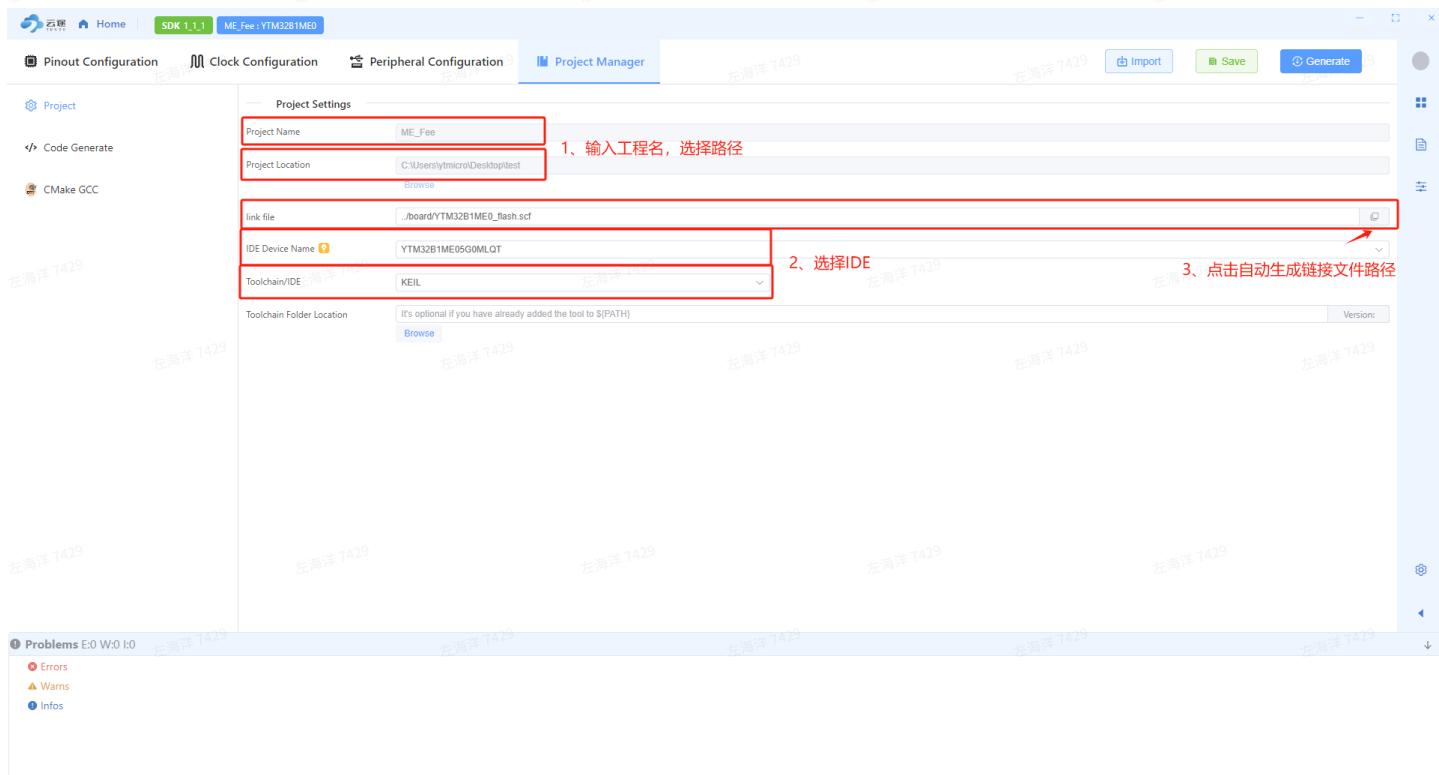 云途 Home SDK 1_1_1 ME_Fee : YTM32B1ME0
YUNTU
Pinout Configuration Clock Configuration Peripheral Configuration Project Manager Import Save Generate
Project
Code Generate
CMake GCC
Project Settings
Project Name ME_Fee
1、输入工程名，选择路径
Project Location C:\Users\ytmicro\Desktop\test
Browse
link file ../board/YTM32B1ME0_flash.scf
IDE Device Name YTM32B1ME05G0MLQT
2、选择IDE
3、点击自动生成链接文件路径
Toolchain/IDE KEIL
Toolchain Folder Location It's optional if you have already added the tool to ${PATH} Version:
Browse
Problems E:0 W:0 I:0
Errors
Warns
Infos
左海洋 7429